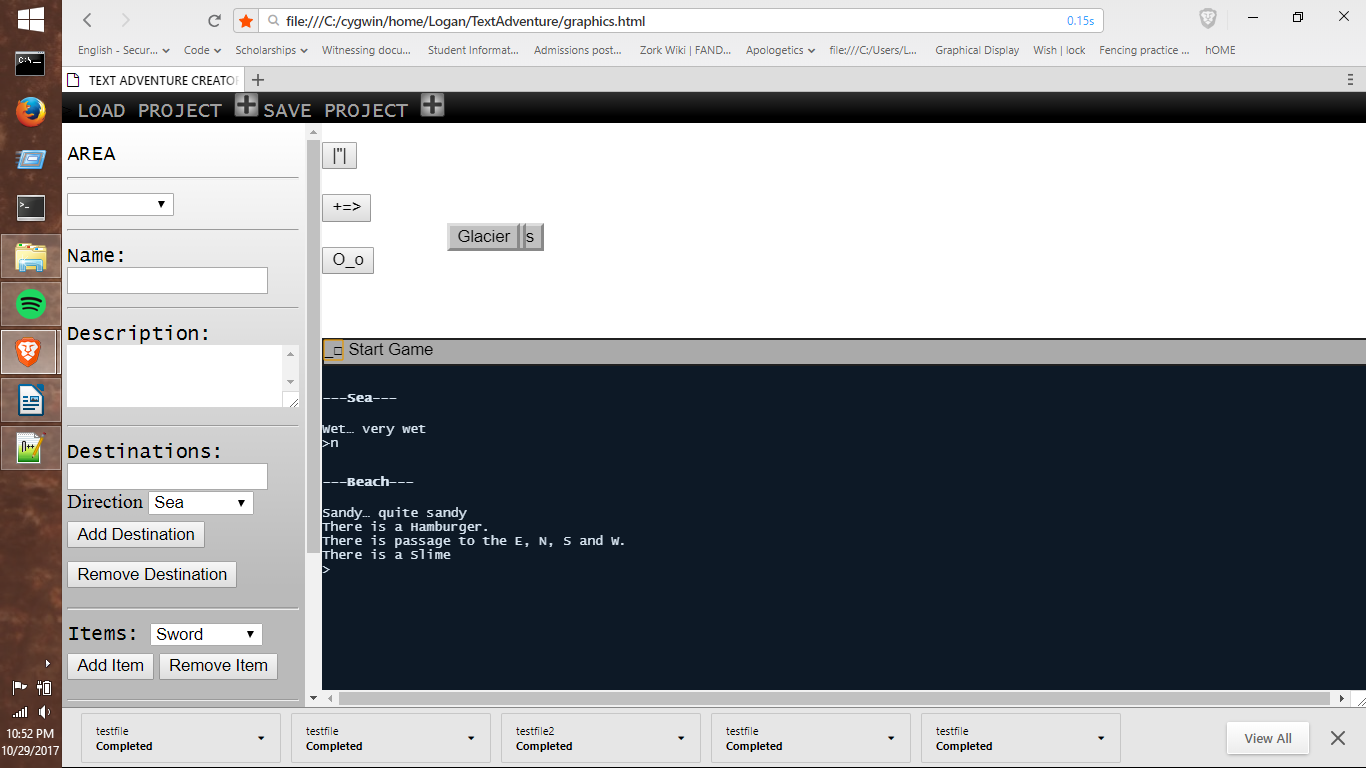 file:///C:/cygwin/home/Logan/TextAdventure/graphics.html
0.15s
English - Secur...
Code
Scholarships
Witnessing docu...
Student Informat...
Admissions post...
Zork Wiki | FAND...
Apologetics
file:///C:/Users/L...
Graphical Display
Wish | lock
Fencing practice ...
hOME
TEXT ADVENTURE CREATOR
LOAD PROJECT
SAVE PROJECT
AREA
Name:
Description:
Destinations:
Direction Sea
Add Destination
Remove Destination
Items: Sword
Add Item Remove Item
|"|
+=>
O_o
Glacier s
_□ Start Game
---Sea---
Wet… very wet
>n
---Beach---
Sandy… quite sandy
There is a Hamburger.
There is passage to the E, N, S and W.
There is a Slime
>
testfile
Completed
testfile
Completed
testfile2
Completed
testfile
Completed
testfile
Completed
View All
10:52 PM
10/29/2017